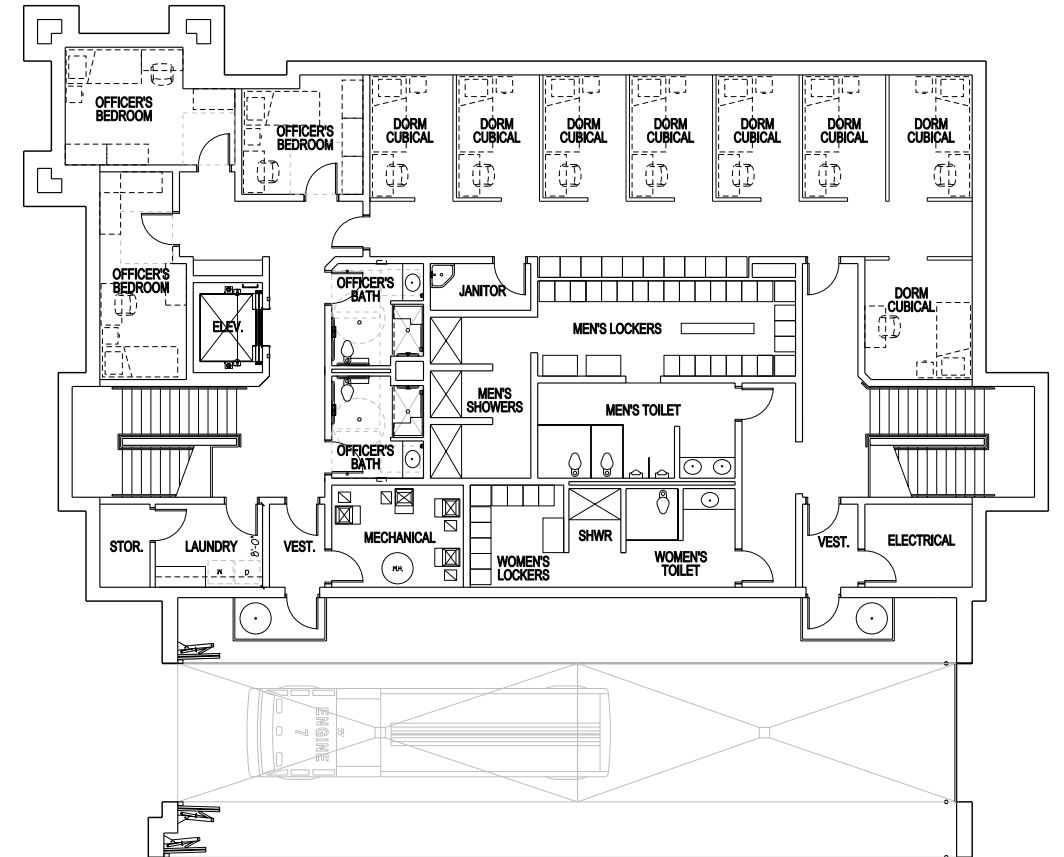 OFFICER'S
BEDROOM
OFFICER'S
BEDROOM
DORM
CUBICAL
DORM
CUBICAL
DORM
CUBICAL
DORM
CUBICAL
DORM
CUBICAL
DORM
CUBICAL
DORM
CUBICAL
OFFICER'S
BEDROOM
OFFICER'S
BATH
JANITOR
DORM
CUBICAL
ELEV.
MEN'S LOCKERS
MEN'S
SHOWERS
MEN'S TOILET
OFFICER'S
BATH
STOR.
LAUNDRY
8'-0"
W
D
VEST.
MECHANICAL
W.H.
WOMEN'S
LOCKERS
SHWR
WOMEN'S
TOILET
VEST.
ELECTRICAL
ENGINE
7